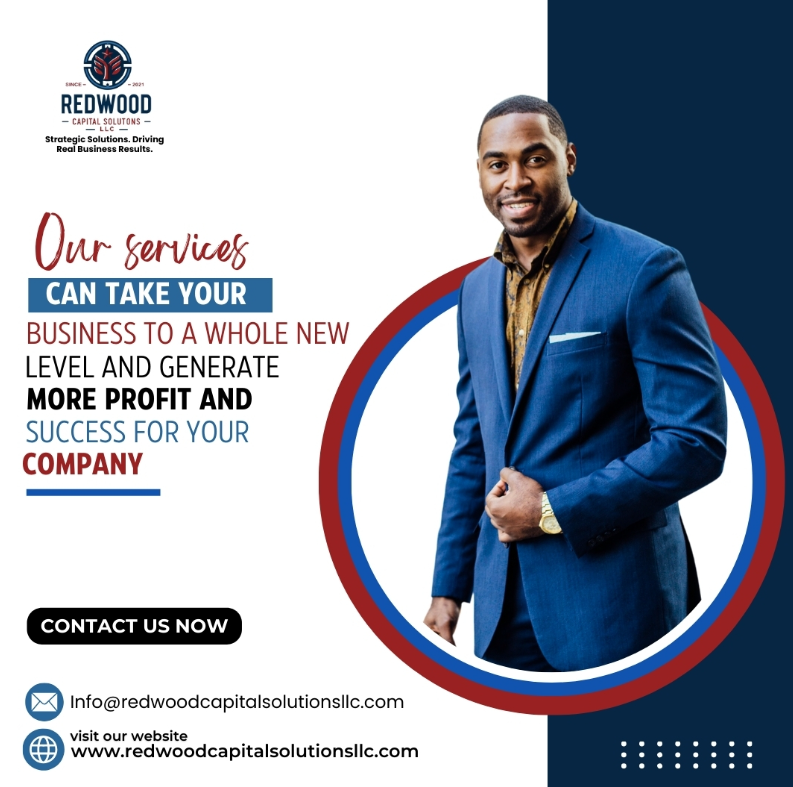 SINCE 2021
REDWOOD
CAPITAL SOLUTONS
LLC
Strategic Solutions. Driving
Real Business Results.
Our services
CAN TAKE YOUR
BUSINESS TO A WHOLE NEW
LEVEL AND GENERATE
MORE PROFIT AND
SUCCESS FOR YOUR
COMPANY
CONTACT US NOW
Info@redwoodcapitalsolutionsllc.com
visit our website
www.redwoodcapitalsolutionsllc.com